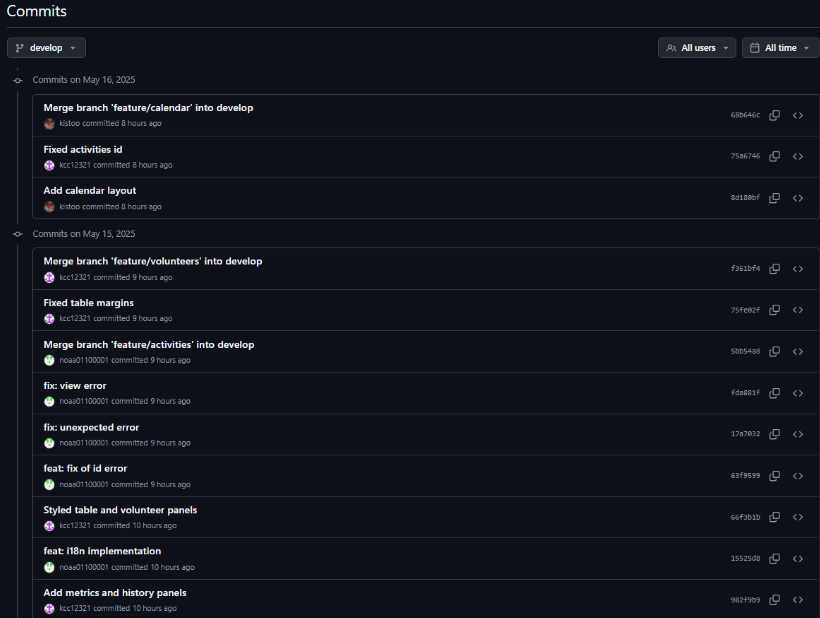 Commits
develop
All users
All time
Commits on May 16, 2025
Merge branch 'feature/calendar' into develop
kistoo committed 8 hours ago
60b646c
Fixed activities id
kcc12321 committed 8 hours ago
75a6746
Add calendar layout
kistoo committed 8 hours ago
8d180bf
Commits on May 15, 2025
Merge branch 'feature/volunteers' into develop
kcc12321 committed 9 hours ago
f361bf4
Fixed table margins
kcc12321 committed 9 hours ago
75fe02f
Merge branch 'feature/activities' into develop
noaa01100001 committed 9 hours ago
5bb54a8
fix: view error
noaa01100001 committed 9 hours ago
fda881f
fix: unexpected error
noaa01100001 committed 9 hours ago
17a7032
feat: fix of id error
noaa01100001 committed 9 hours ago
63f9599
Styled table and volunteer panels
kcc12321 committed 10 hours ago
66f3b1b
feat: i18n implementation
noaa01100001 committed 10 hours ago
15525d8
Add metrics and history panels
kcc12321 committed 10 hours ago
982f9b9